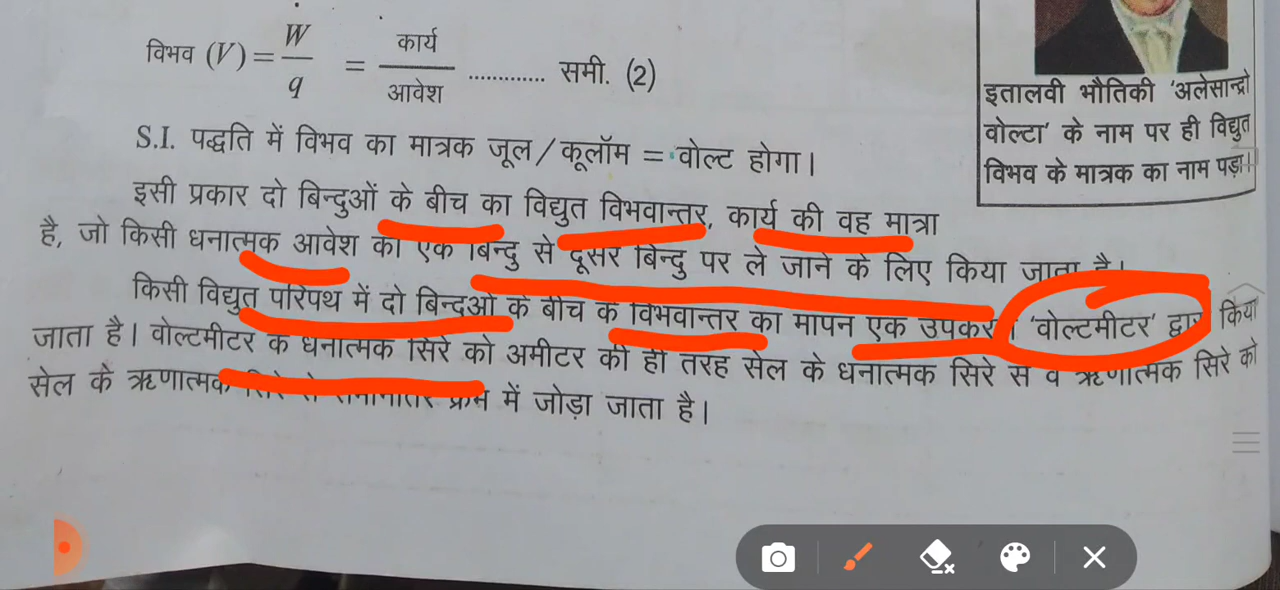 विभव (V) = W/q = कार्य/आवेश ............. समी. (2)
S.I. पद्धति में विभव का मात्रक जूल / कूलॉम = वोल्ट होगा।
इसी प्रकार दो बिन्दुओं के बीच का विद्युत विभवान्तर, कार्य की वह मात्रा
है, जो किसी धनात्मक आवेश को एक बिन्दु से दूसरे बिन्दु पर ले जाने के लिए किया जाता है।
किसी विद्युत परिपथ में दो बिन्दुओं के बीच के विभवान्तर का मापन एक उपकरण 'वोल्टमीटर' द्वारा किया
जाता है। वोल्टमीटर के धनात्मक सिरे को अमीटर की ही तरह सेल के धनात्मक सिरे से व ऋणात्मक सिरे को
सेल के ऋणात्मक सिरे से समानांतर क्रम में जोड़ा जाता है।
इतालवी भौतिकी 'अलेसान्द्रो
वोल्टा' के नाम पर ही विद्युत
विभव के मात्रक का नाम पड़ा।